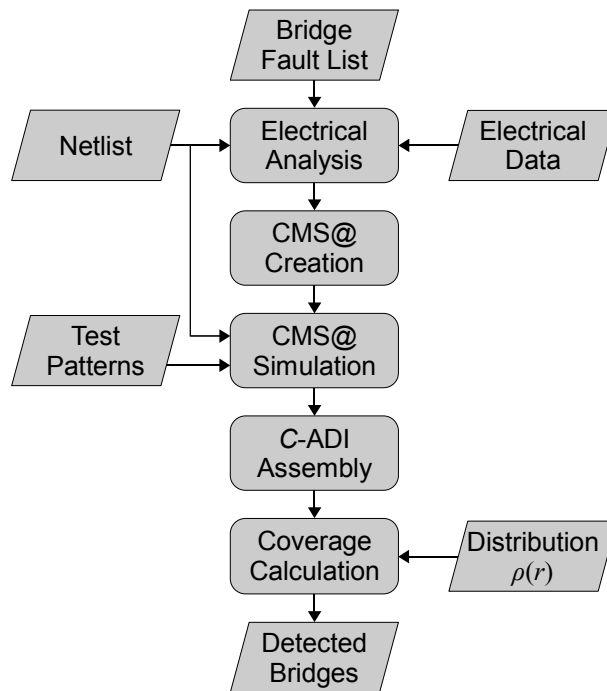 Bridge
Fault List
Netlist
Electrical
Analysis
Electrical
Data
CMS@
Creation
Test
Patterns
CMS@
Simulation
C-ADI
Assembly
Coverage
Calculation
Distribution
ρ(r)
Detected
Bridges